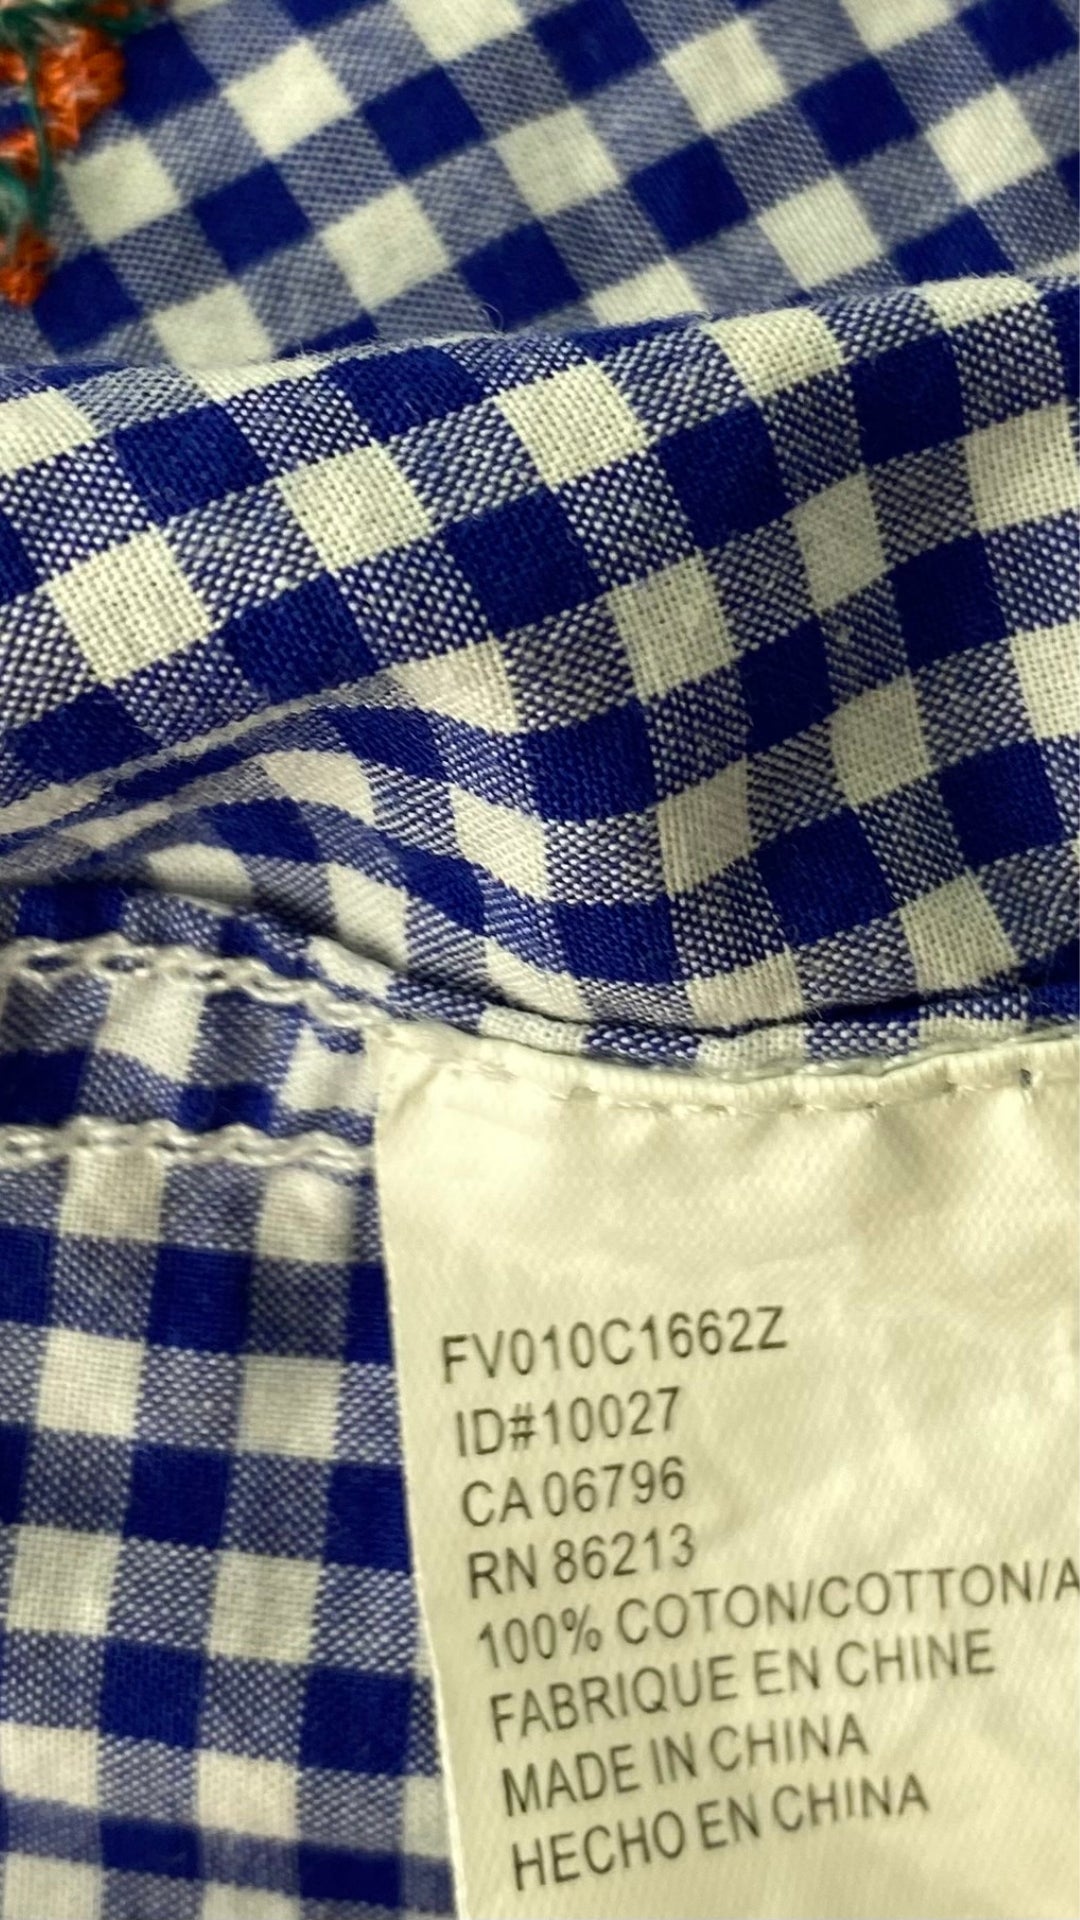 FV010C1662Z
ID#10027
CA 06796
RN 86213
100% COTON/COTTON/A
FABRIQUE EN CHINE
MADE IN CHINA
HECHO EN CHINA